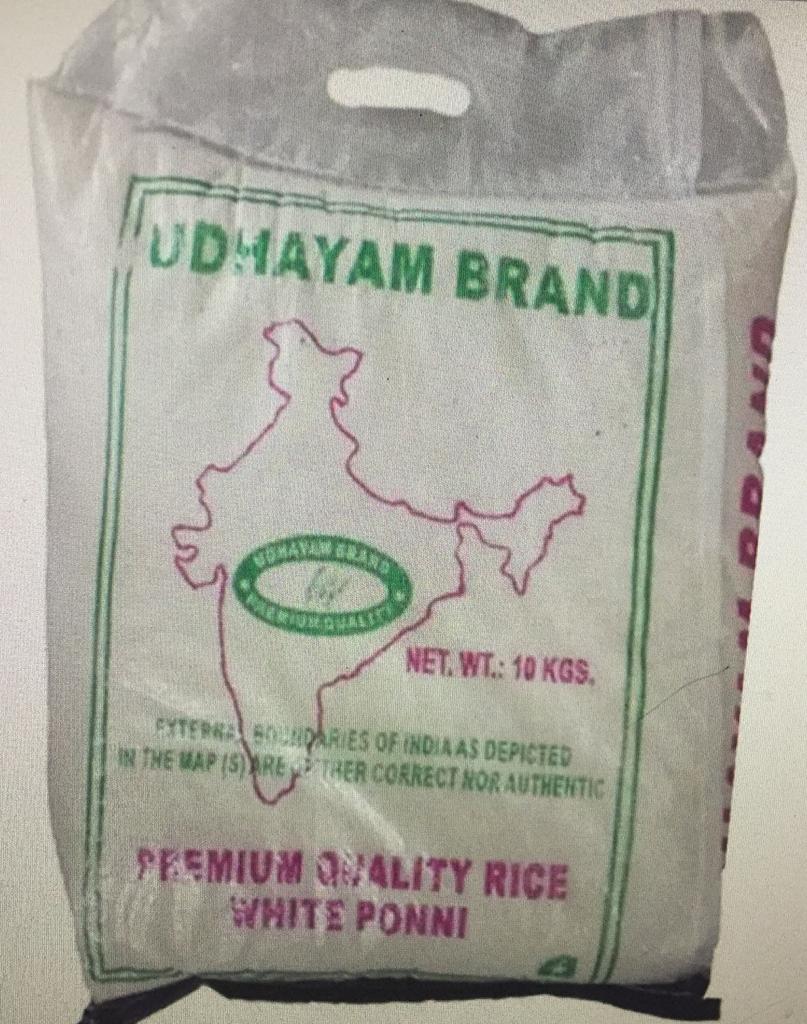 UDHAYAM BRAND
UDHAYAM BRAND
PREMIUM QUALITY
NET. WT.: 10 KGS.
EXTERNAL BOUNDARIES OF INDIA AS DEPICTED
IN THE MAP (S) ARE NEITHER CORRECT NOR AUTHENTIC
PREMIUM QUALITY RICE
WHITE PONNI
BRAND